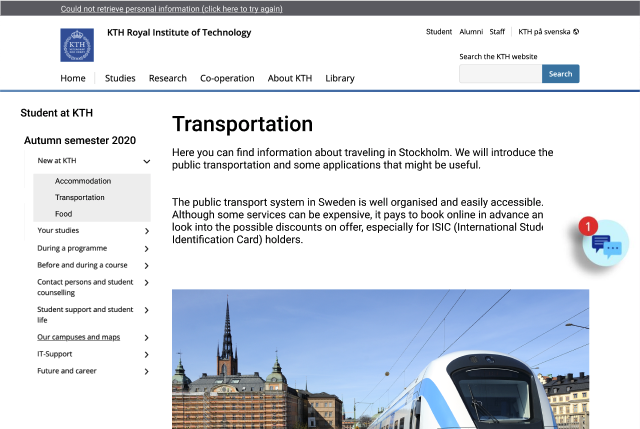 Could not retrieve personal information (click here to try again)
KTH Royal Institute of Technology
Student Alumni Staff KTH på svenska
KTH
Search the KTH website
Search
Home Studies Research Co-operation About KTH Library
Student at KTH
Autumn semester 2020
New at KTH
Accommodation
Transportation
Food
Your studies
During a programme
Before and during a course
Contact persons and student
counselling
Student support and student
life
Our campuses and maps
IT-Support
Future and career
Transportation
Here you can find information about traveling in Stockholm. We will introduce the
public transportation and some applications that might be useful.
The public transport system in Sweden is well organised and easily accessible.
Although some services can be expensive, it pays to book online in advance an
look into the possible discounts on offer, especially for ISIC (International Stude
Identification Card) holders.
1